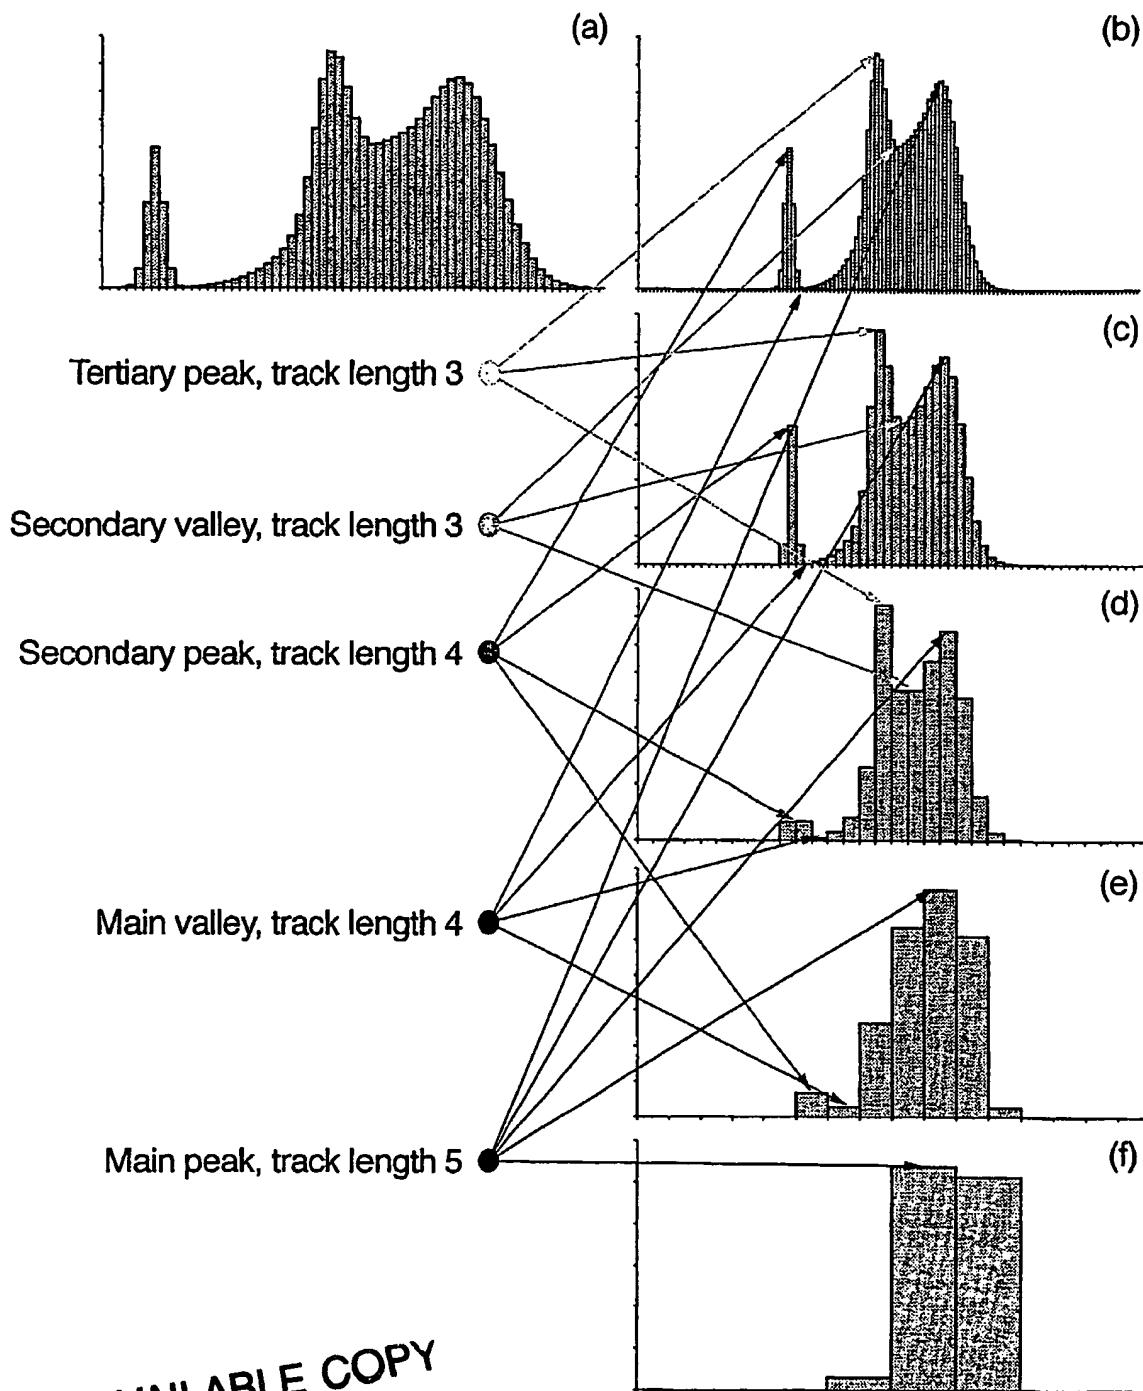 (a)
(b)
(c)
Tertiary peak, track length 3
Secondary valley, track length 3
(d)
Secondary peak, track length 4
(e)
Main valley, track length 4
Main peak, track length 5
(f)
COPY